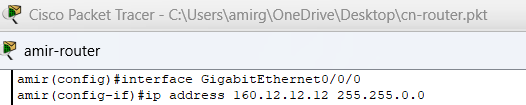 Cisco Packet Tracer - C:\Users\amirg\OneDrive\Desktop\cn-router.pkt
amir-router
amir(config)#interface GigabitEthernet0/0/0
amir(config-if)#ip address 160.12.12.12 255.255.0.0